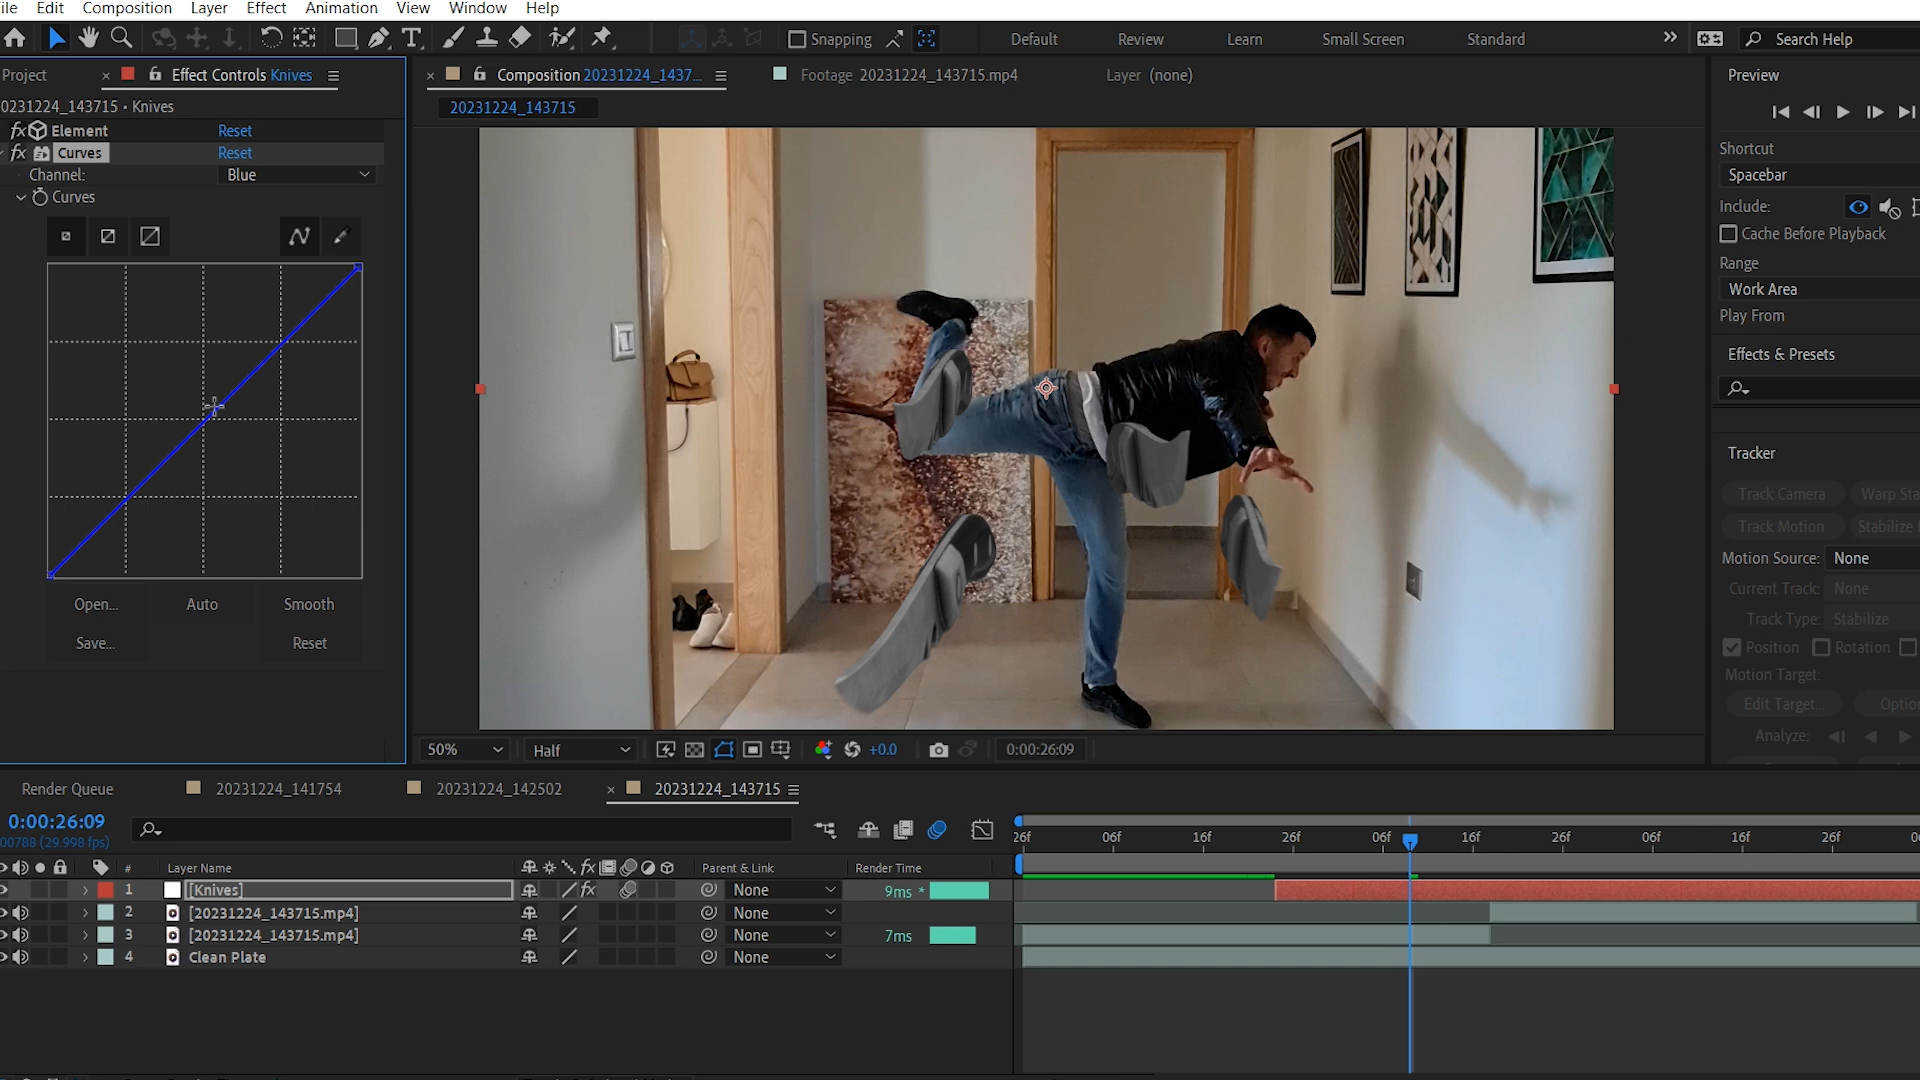 ile Edit Composition Layer Effect Animation View Window Help
Snapping Default Review Learn Small Screen Standard Search Help
Project × Effect Controls Knives
0231224_143715 • Knives
fx Element Reset
fx Curves Reset
Channel: Blue
Curves
Open... Auto Smooth
Save... Reset
× Composition 20231224_1437... Footage 20231224_143715.mp4 Layer (none)
20231224_143715
50% Half +0.0 0:00:26:09
Preview
Shortcut
Spacebar
Include:
Cache Before Playback
Range
Work Area
Play From
Effects & Presets
Tracker
Track Camera Warp Sta
Track Motion Stabilize
Motion Source: None
Current Track: None
Track Type: Stabilize
Position Rotation
Motion Target:
Edit Target... Option
Analyze:
Render Queue 20231224_141754 20231224_142502 × 20231224_143715
0:00:26:09
00788 (29.998 fps)
26f 06f 16f 26f 06f 16f 26f 06f 16f 26f 0
# Layer Name fx Parent & Link Render Time
1 [Knives] fx None 9ms *
2 [20231224_143715.mp4] None
3 [20231224_143715.mp4] None 7ms
4 Clean Plate None